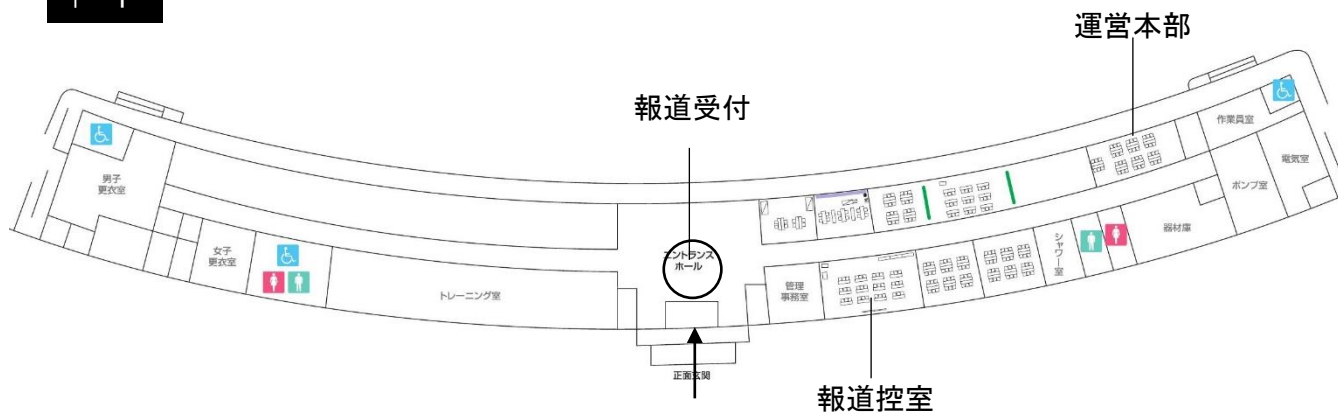 運営本部
報道受付
作業員室
電気室
ポンプ室
男子
更衣室
器材庫
女子
更衣室
シャワー室
エントランス
ホール
管理
事務室
トレーニング室
正面玄関
報道控室